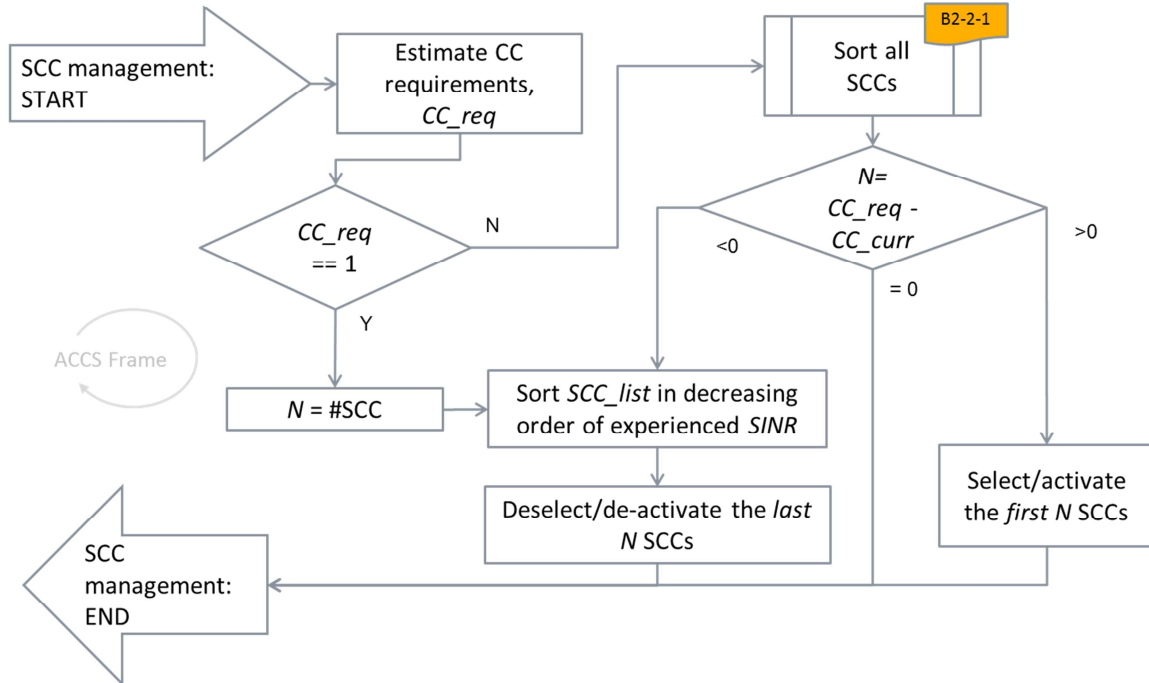 SCC management:
START
Estimate CC
requirements,
CC_req
B2-2-1
Sort all
SCCs
CC_req
== 1
N
Y
N=
CC_req -
CC_curr
<0
= 0
>0
ACCS Frame
N = #SCC
Sort SCC_list in decreasing
order of experienced SINR
Deselect/de-activate the last
N SCCs
Select/activate
the first N SCCs
SCC
management:
END